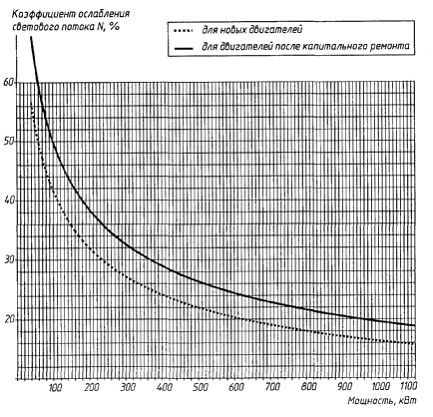 Коэффициент ослабления
светового потока N, %
для новых двигателей
для двигателей после капитального ремонта
60
50
40
30
20
100 200 300 400 500 600 700 800 900 1000 1100
Мощность, кВт